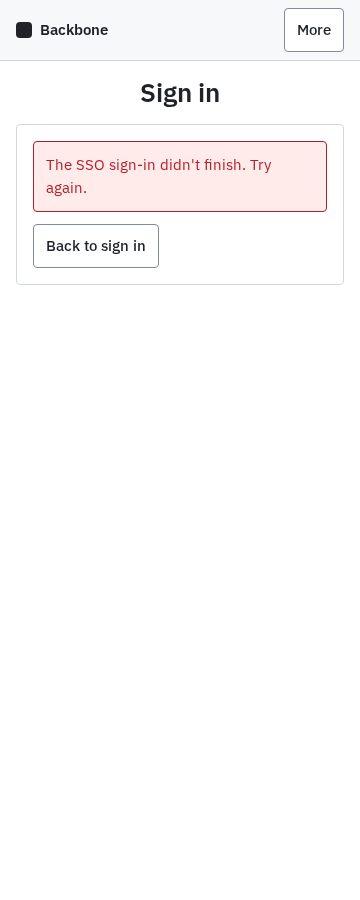 Backbone
More
Sign in
The SSO sign-in didn't finish. Try
again.
Back to sign in